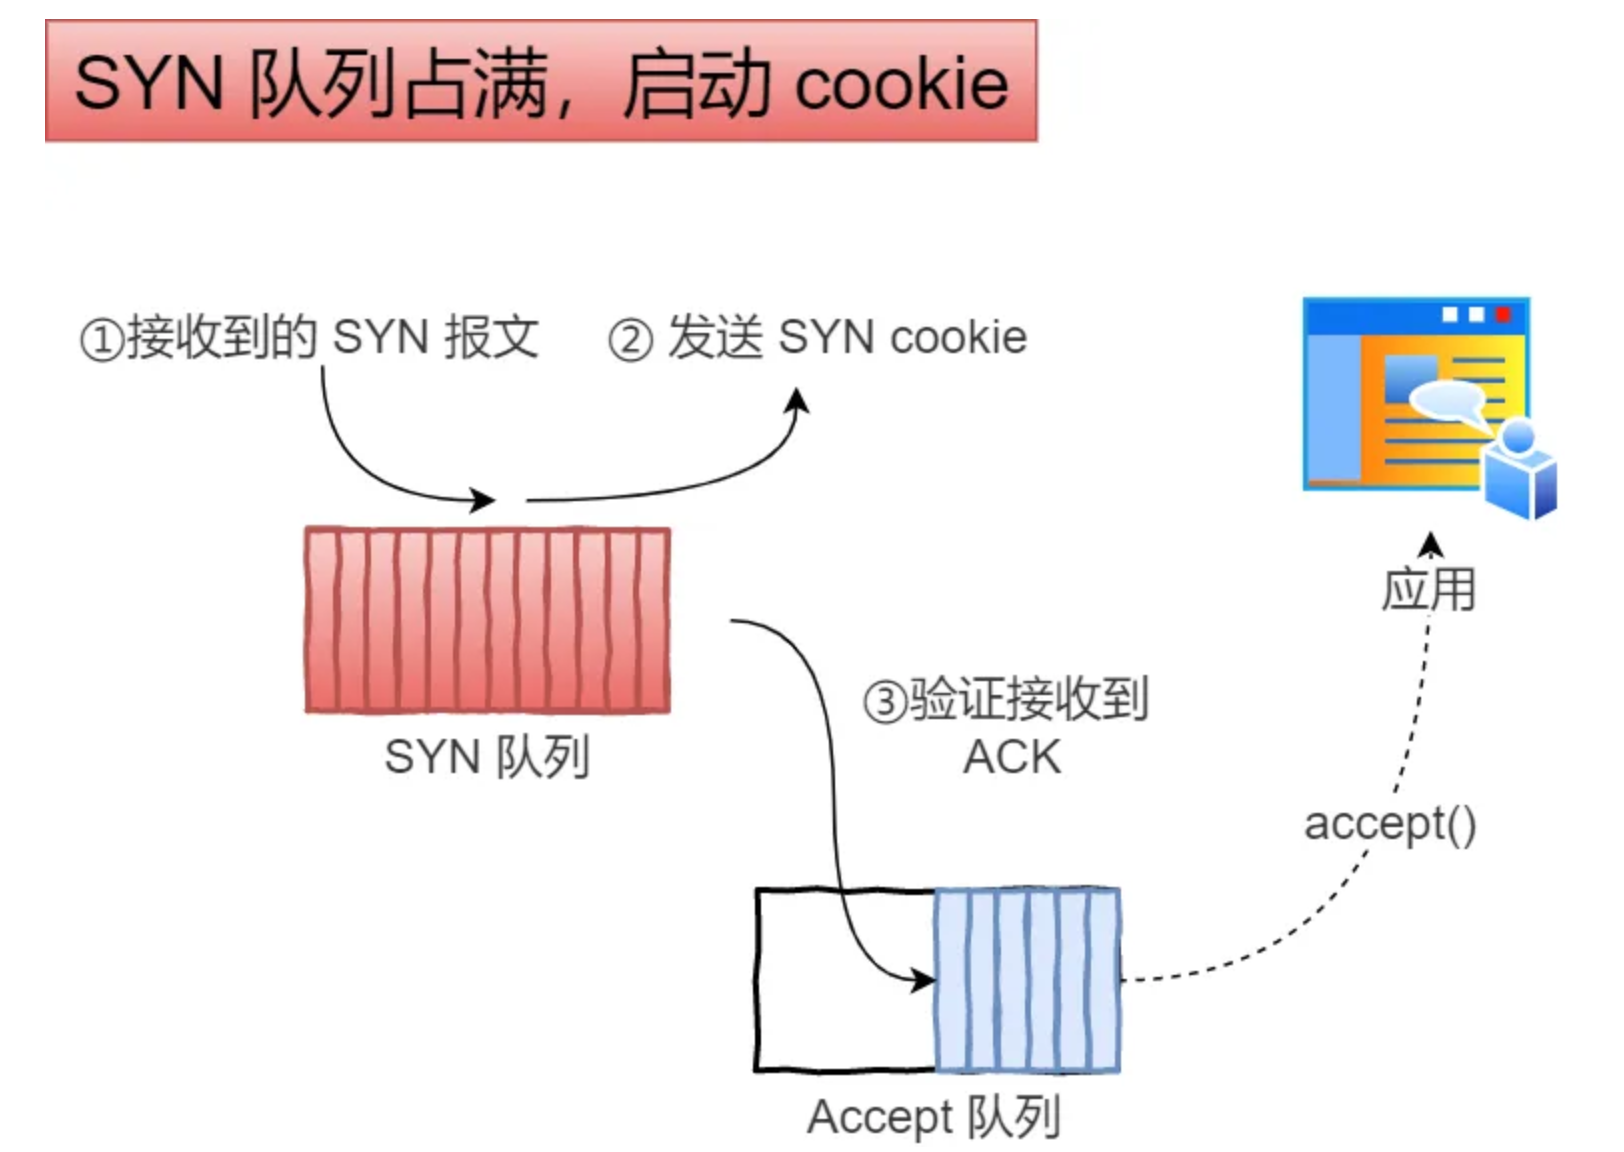 SYN 队列占满，启动 cookie
①接收到的 SYN 报文
② 发送 SYN cookie
应用
SYN 队列
③验证接收到
ACK
accept()
Accept 队列